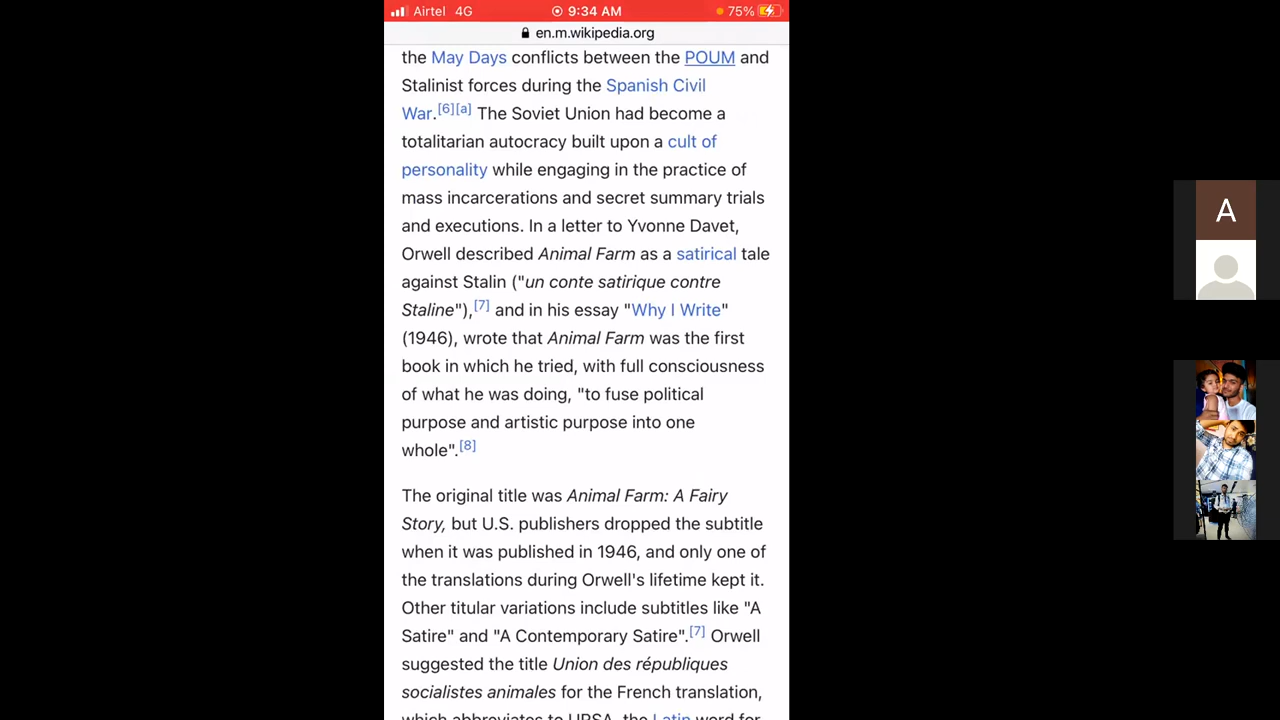 Airtel 4G 9:34 AM 75%
en.m.wikipedia.org
the May Days conflicts between the POUM and
Stalinist forces during the Spanish Civil
War.[6][a] The Soviet Union had become a
totalitarian autocracy built upon a cult of
personality while engaging in the practice of
mass incarcerations and secret summary trials
and executions. In a letter to Yvonne Davet,
Orwell described Animal Farm as a satirical tale
against Stalin ("un conte satirique contre
Staline"),[7] and in his essay "Why I Write"
(1946), wrote that Animal Farm was the first
book in which he tried, with full consciousness
of what he was doing, "to fuse political
purpose and artistic purpose into one
whole".[8]
The original title was Animal Farm: A Fairy
Story, but U.S. publishers dropped the subtitle
when it was published in 1946, and only one of
the translations during Orwell's lifetime kept it.
Other titular variations include subtitles like "A
Satire" and "A Contemporary Satire".[7] Orwell
suggested the title Union des républiques
socialistes animales for the French translation,
which abbreviates to URSA, the Latin word for
A